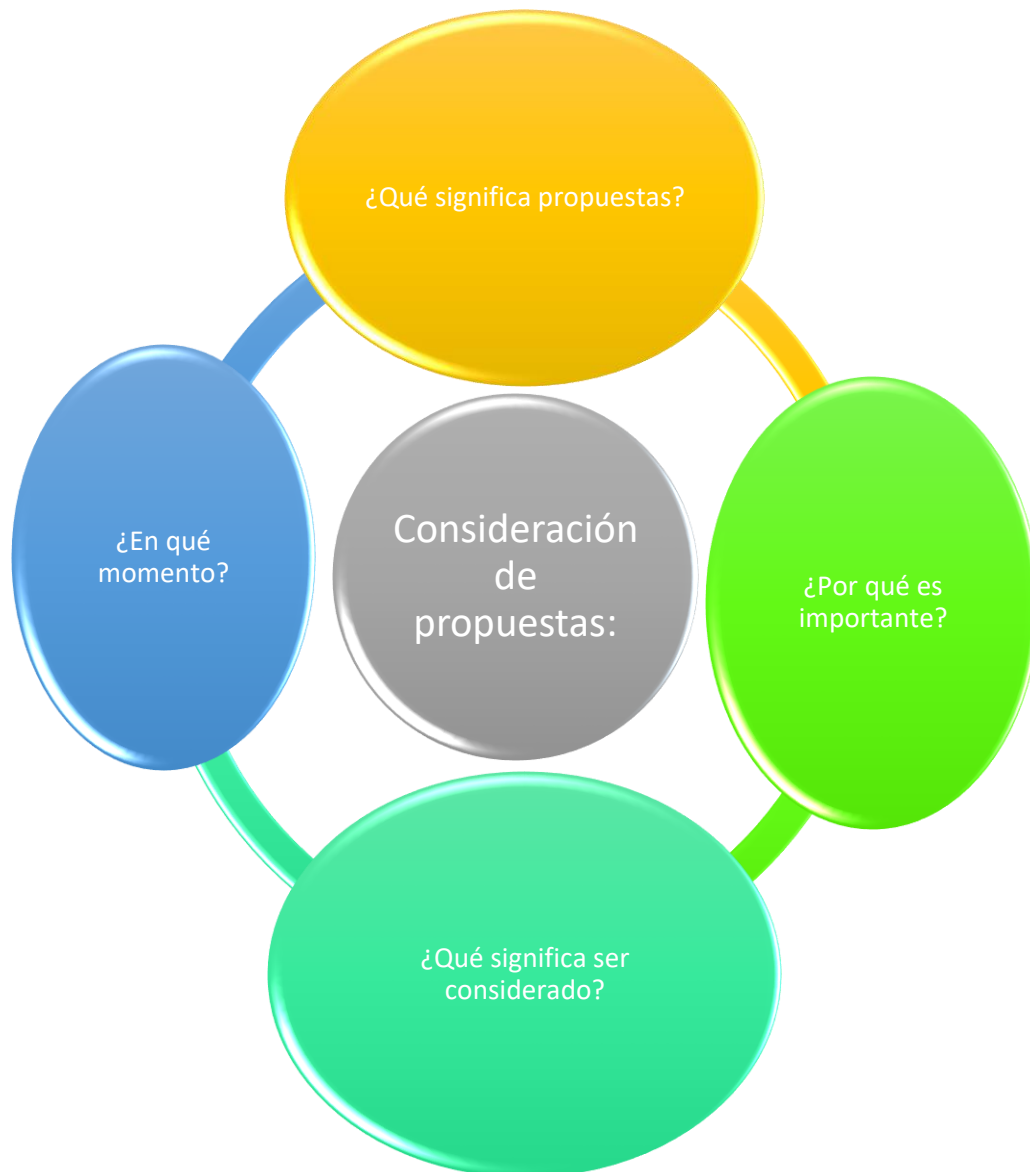 ¿Qué significa propuestas?
¿En qué
momento?
Consideración
de
propuestas:
¿Por qué es
importante?
¿Qué significa ser
considerado?